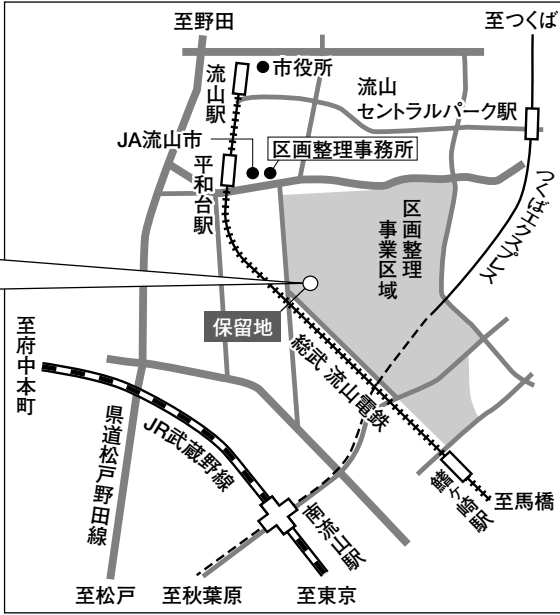 至野田
至つくば
流山駅
市役所
流山
セントラルパーク駅
JA流山市
区画整理事務所
平和台駅
つくばエクスプレス
区画整理
事業区域
保留地
至府中本町
総武流山電鉄
県道松戸野田線
JR武蔵野線
鰭ヶ崎駅
至馬橋
南流山駅
至松戸
至秋葉原
至東京